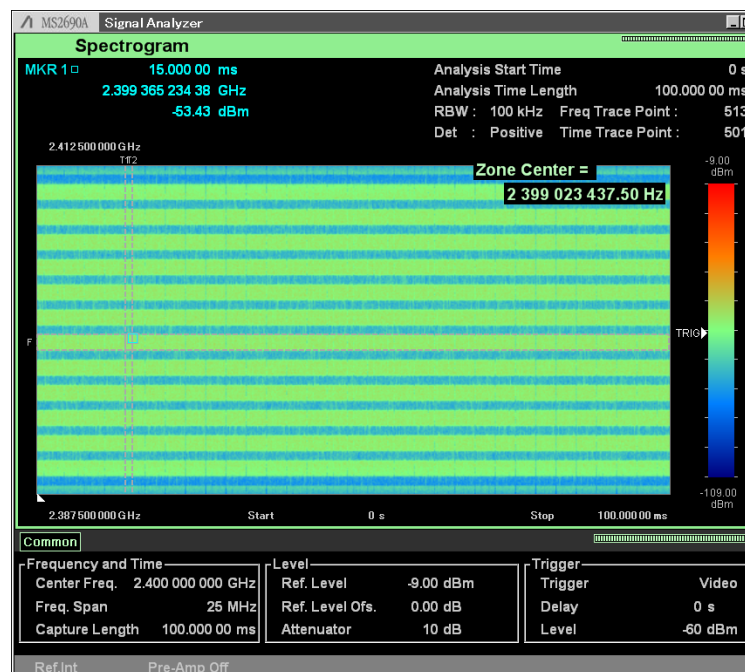 MS2690A Signal Analyzer
Spectrogram
MKR 1 15.000 00 ms
2.399 365 234 38 GHz
-53.43 dBm
Analysis Start Time 0 s
Analysis Time Length 100.000 00 ms
RBW : 100 kHz Freq Trace Point : 513
Det : Positive Time Trace Point : 501
2.412 500 000 GHz
T1 T2
Zone Center =
2 399 023 437.50 Hz
-9.00
dBm
F
TRIG
-109.00
dBm
2.387 500 000 GHz Start 0 s Stop 100.000 00 ms
Common
Frequency and Time
Center Freq. 2.400 000 000 GHz
Freq. Span 25 MHz
Capture Length 100.000 00 ms
Level
Ref. Level -9.00 dBm
Ref. Level Ofs. 0.00 dB
Attenuator 10 dB
Trigger
Trigger Video
Delay 0 s
Level -60 dBm
Ref.Int Pre-Amp Off